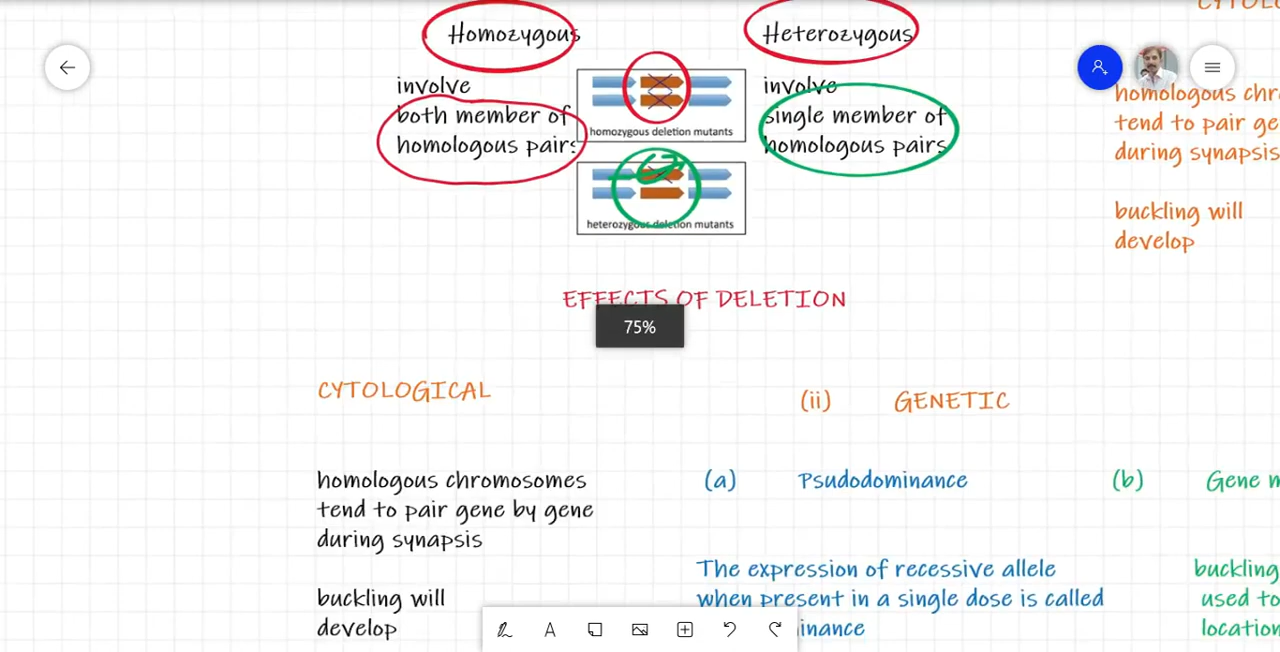 CYTOLO
Homozygous
Heterozygous
involve
both member of
homologous pairs
homozygous deletion mutants
heterozygous deletion mutants
involve
single member of
homologous pairs
homologous chr
tend to pair ge
during synapsis
buckling will
develop
EFFECTS OF DELETION
75%
CYTOLOGICAL
(ii) GENETIC
homologous chromosomes
tend to pair gene by gene
during synapsis
buckling will
develop
(a) Psudodominance
The expression of recessive allele
when present in a single dose is called
inance
(b) Gene m
buckling
used to
location
A